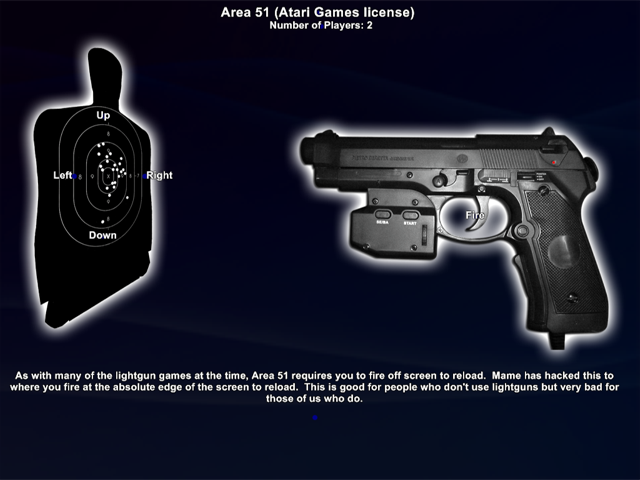 Area 51 (Atari Games license)
Number of Players: 2
Up
Left
Right
Down
Fire
START
As with many of the lightgun games at the time, Area 51 requires you to fire off screen to reload.  Mame has hacked this to
where you fire at the absolute edge of the screen to reload.  This is good for people who don't use lightguns but very bad for
those of us who do.